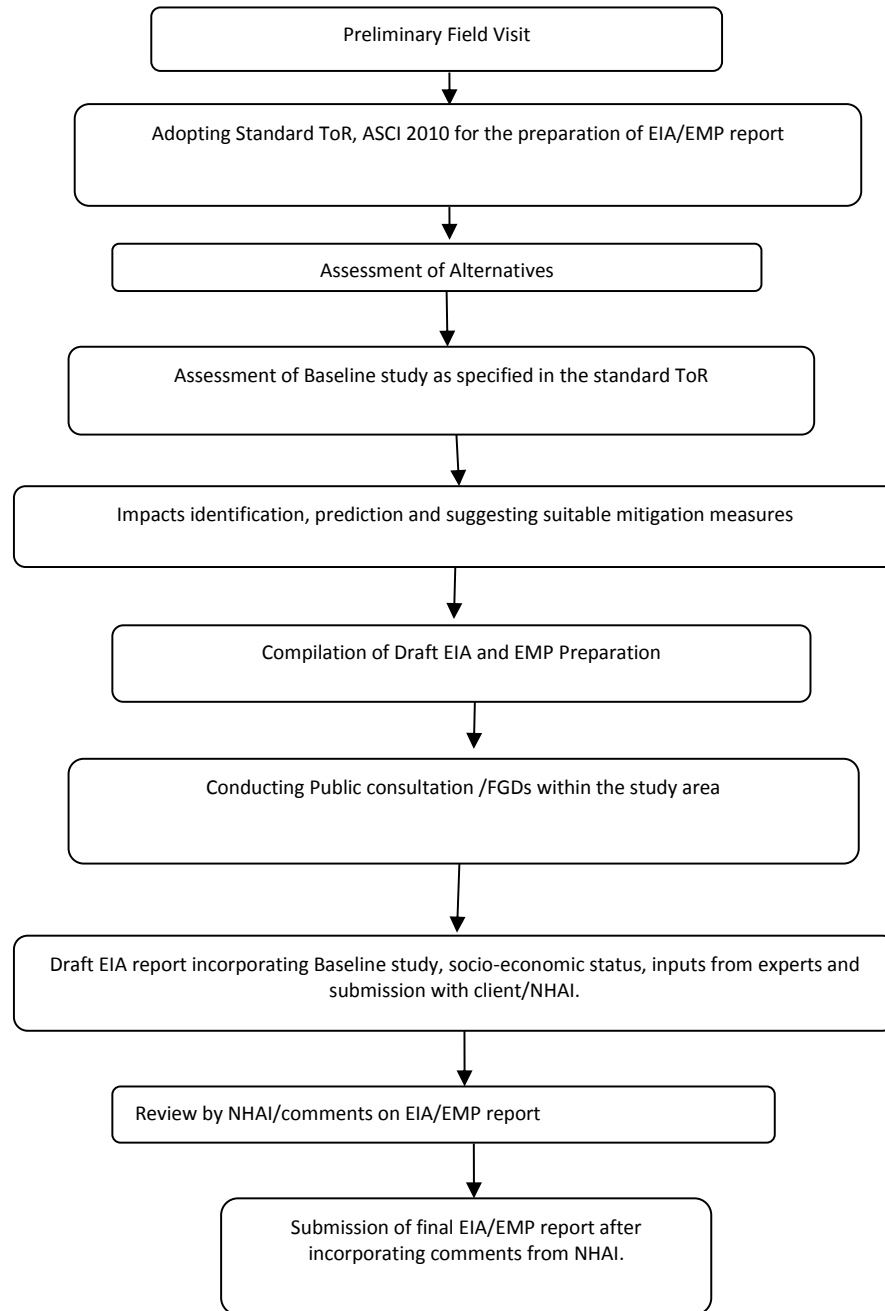 Preliminary Field Visit
Adopting Standard ToR, ASCI 2010 for the preparation of EIA/EMP report
Assessment of Alternatives
Assessment of Baseline study as specified in the standard ToR
Impacts identification, prediction and suggesting suitable mitigation measures
Compilation of Draft EIA and EMP Preparation
Conducting Public consultation /FGDs within the study area
Draft EIA report incorporating Baseline study, socio-economic status, inputs from experts and
submission with client/NHAI.
Review by NHAI/comments on EIA/EMP report
Submission of final EIA/EMP report after
incorporating comments from NHAI.